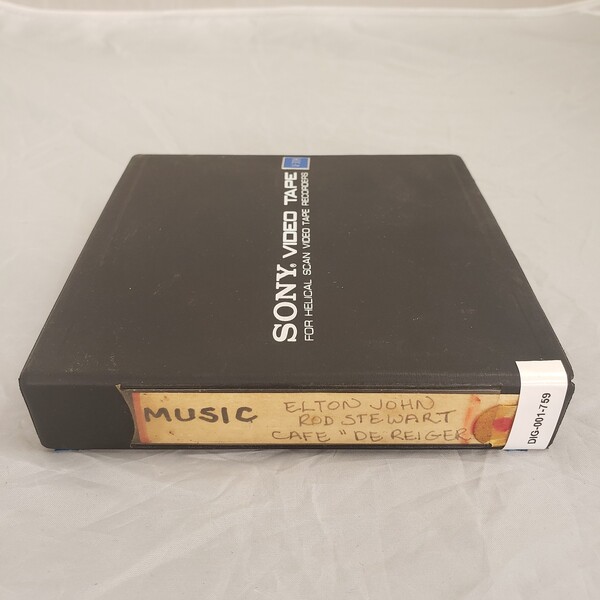 SONY® VIDEO TAPE
FOR HELICAL SCAN VIDEO TAPE RECORDERS
MUSIC
ELTON JOHN
ROD STEWART
CAFE "DE REIGER
DIG-001-759